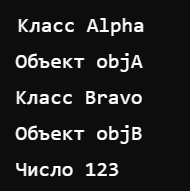 Класс Alpha
Объект objA
Класс Bravo
Объект objB
Число 123